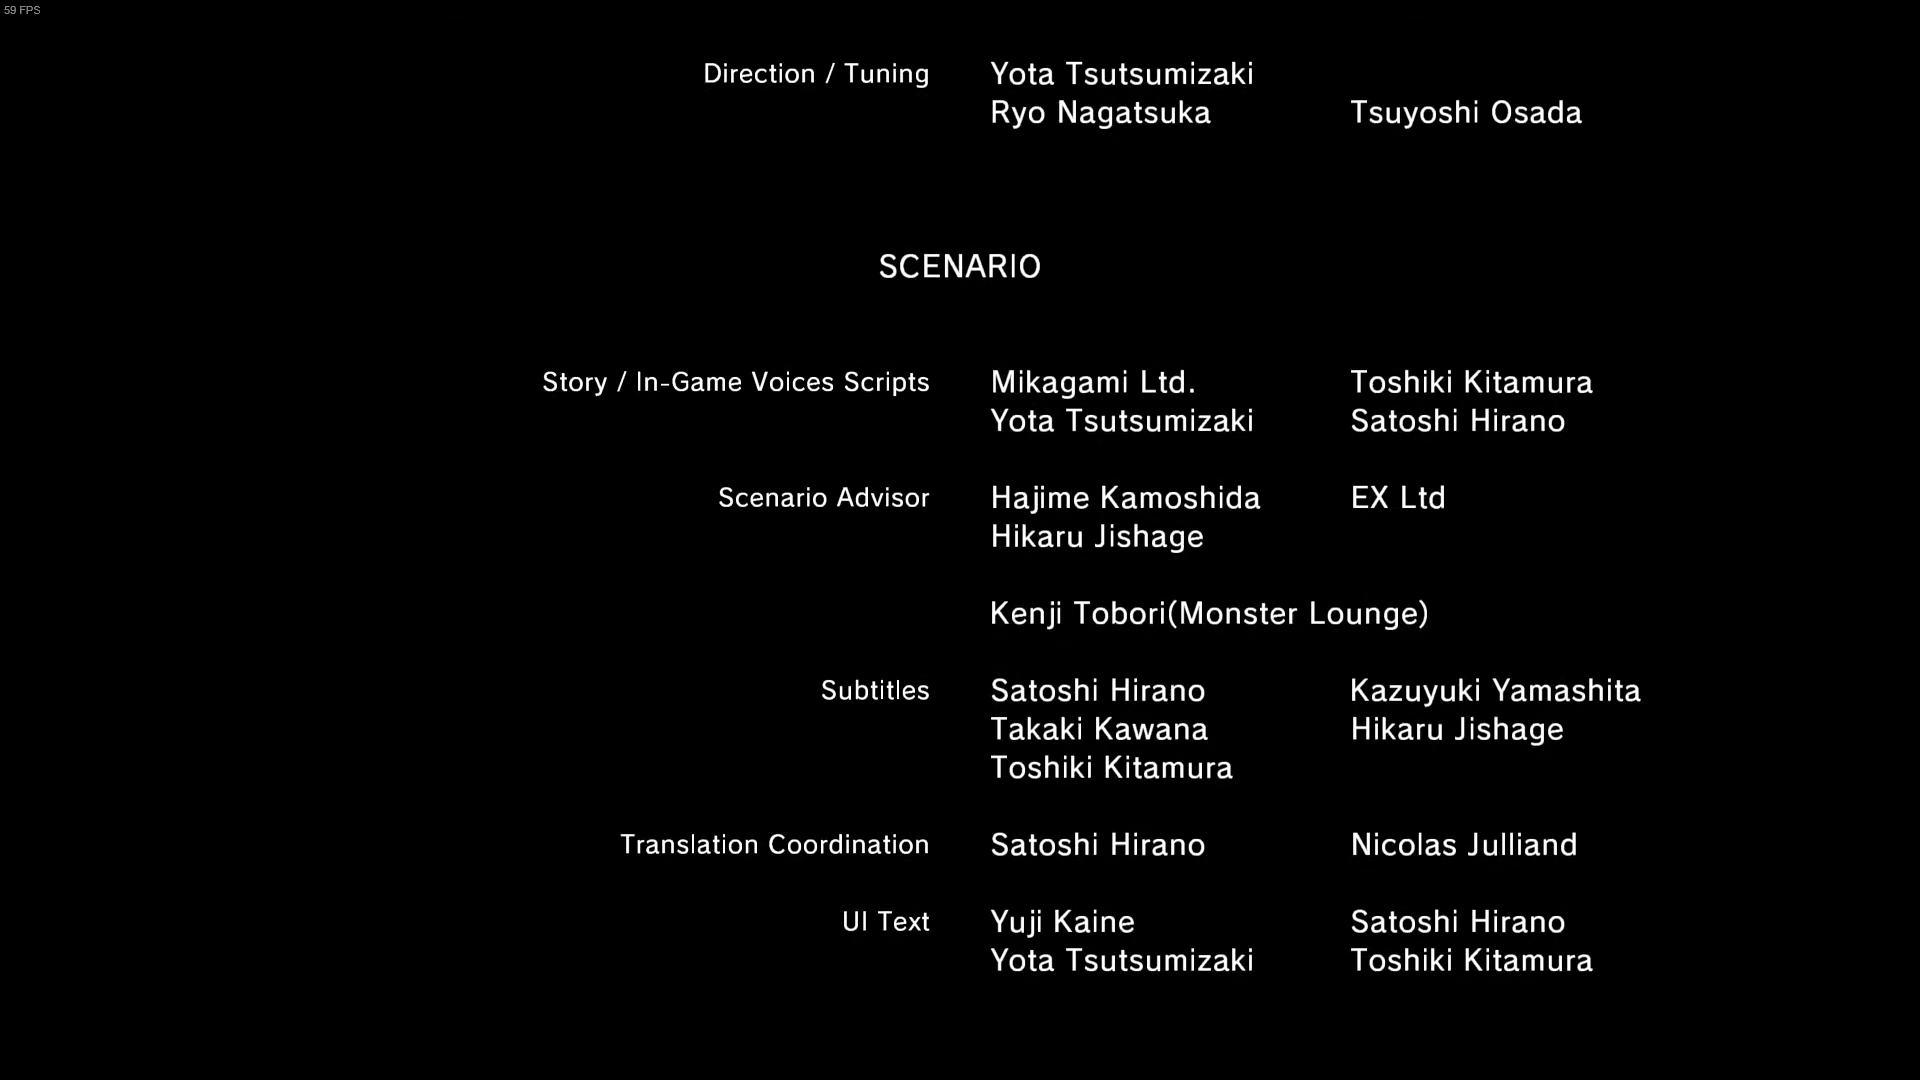 59 FPS
Direction / Tuning Yota Tsutsumizaki
Ryo Nagatsuka Tsuyoshi Osada
SCENARIO
Story / In-Game Voices Scripts Mikagami Ltd. Toshiki Kitamura
Yota Tsutsumizaki Satoshi Hirano
Scenario Advisor Hajime Kamoshida EX Ltd
Hikaru Jishage
Kenji Tobori(Monster Lounge)
Subtitles Satoshi Hirano Kazuyuki Yamashita
Takaki Kawana Hikaru Jishage
Toshiki Kitamura
Translation Coordination Satoshi Hirano Nicolas Julliand
UI Text Yuji Kaine Satoshi Hirano
Yota Tsutsumizaki Toshiki Kitamura